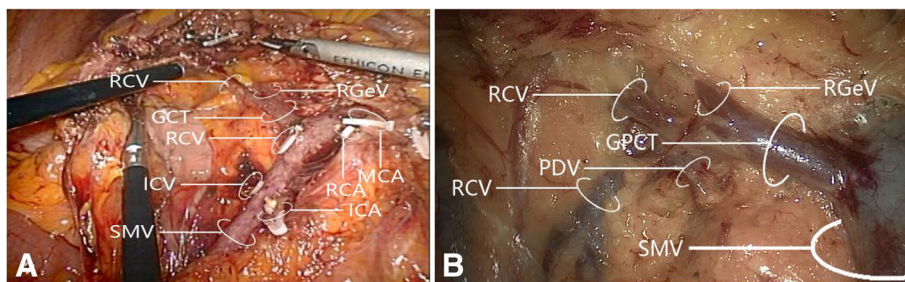 ETHICON EN
RCV
RGeV
GCT
RCV
MCA
RCA
ICV
ICA
SMV
A
RCV
RGeV
GPCT
PDV
RCV
SMV
B